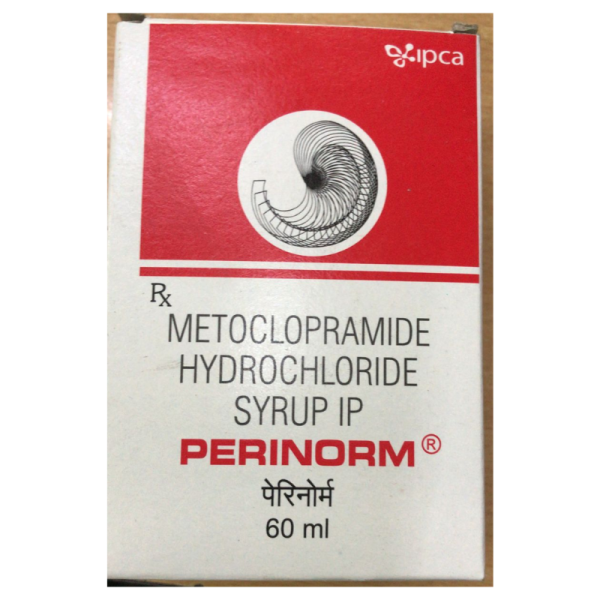 ipca
Rx
METOCLOPRAMIDE
HYDROCHLORIDE
SYRUP IP
PERINORM®
पेरिनोर्म
60 ml